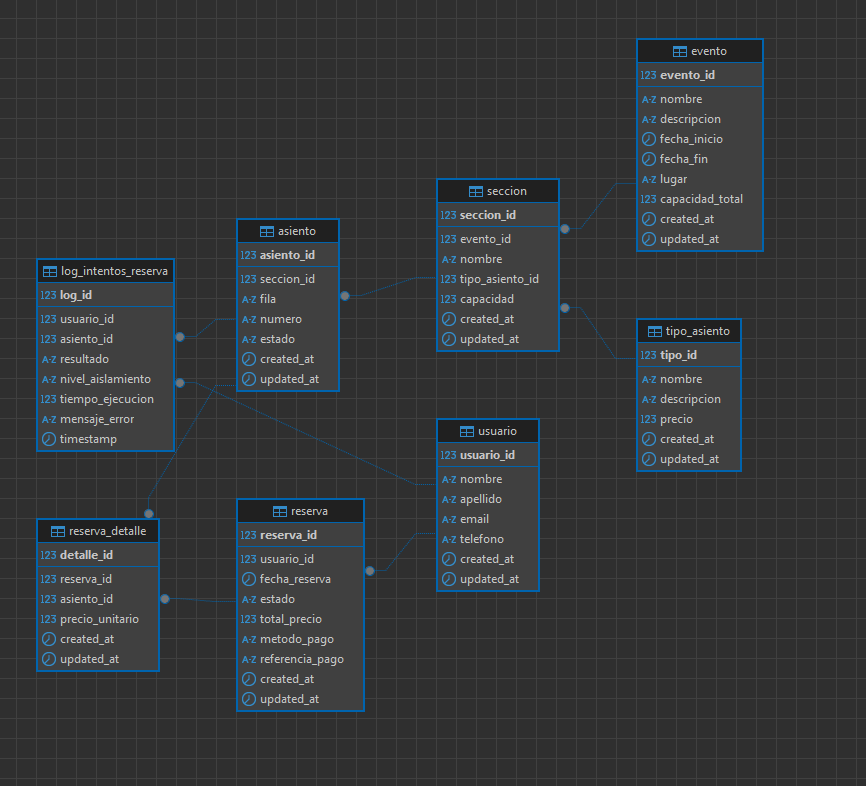 evento
123 evento_id
A-Z nombre
A-Z descripcion
fecha_inicio
fecha_fin
A-Z lugar
123 capacidad_total
created_at
updated_at
seccion
123 seccion_id
123 evento_id
A-Z nombre
123 tipo_asiento_id
123 capacidad
created_at
updated_at
asiento
123 asiento_id
123 seccion_id
A-Z fila
A-Z numero
A-Z estado
created_at
updated_at
log_intentos_reserva
123 log_id
123 usuario_id
123 asiento_id
A-Z resultado
A-Z nivel_aislamiento
123 tiempo_ejecucion
A-Z mensaje_error
timestamp
tipo_asiento
123 tipo_id
A-Z nombre
A-Z descripcion
123 precio
created_at
updated_at
usuario
123 usuario_id
A-Z nombre
A-Z apellido
A-Z email
A-Z telefono
created_at
updated_at
reserva
123 reserva_id
123 usuario_id
fecha_reserva
A-Z estado
123 total_precio
A-Z metodo_pago
A-Z referencia_pago
created_at
updated_at
reserva_detalle
123 detalle_id
123 reserva_id
123 asiento_id
123 precio_unitario
created_at
updated_at